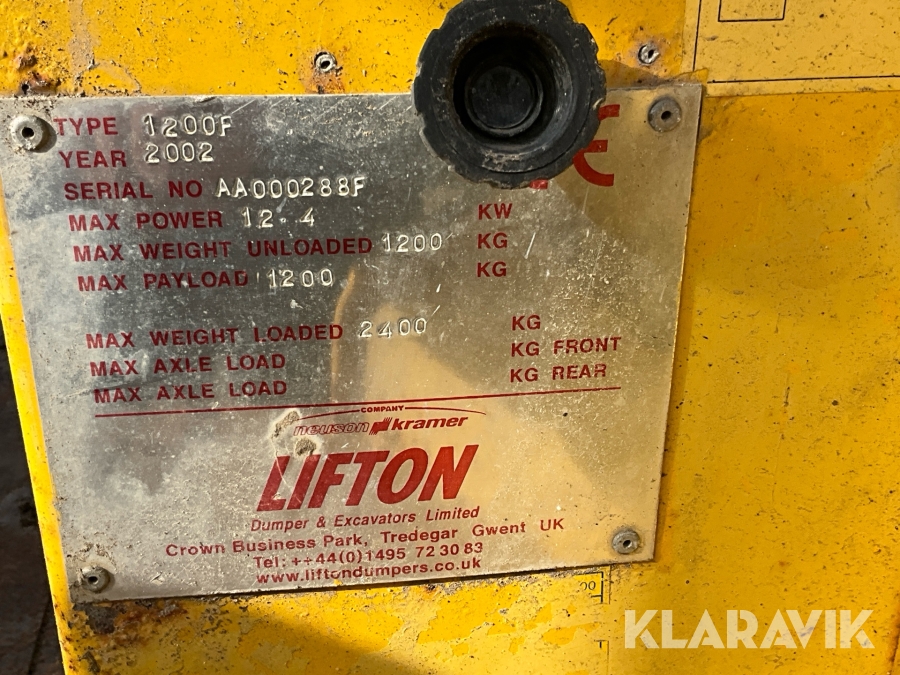 TYPE 1200F
YEAR 2002
SERIAL NO AA000288F
MAX POWER 12.4 KW
MAX WEIGHT UNLOADED 1200 KG
MAX PAYLOAD 1200 KG
MAX WEIGHT LOADED 2400 KG
MAX AXLE LOAD KG FRONT
MAX AXLE LOAD KG REAR
COMPANY
neuson kramer
LIFTON
Dumper & Excavators Limited
Crown Business Park, Tredegar Gwent UK
Tel: ++44(0)1495 72 30 83
www.liftondumpers.co.uk
KLARAVIK